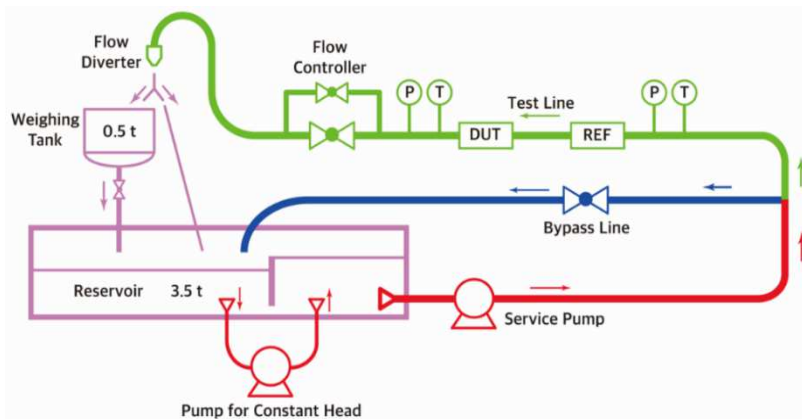 Flow
Diverter
Flow
Controller
P
T
P
T
Test Line
Weighing
Tank
0.5 t
DUT
REF
Bypass Line
Reservoir 3.5 t
Service Pump
Pump for Constant Head